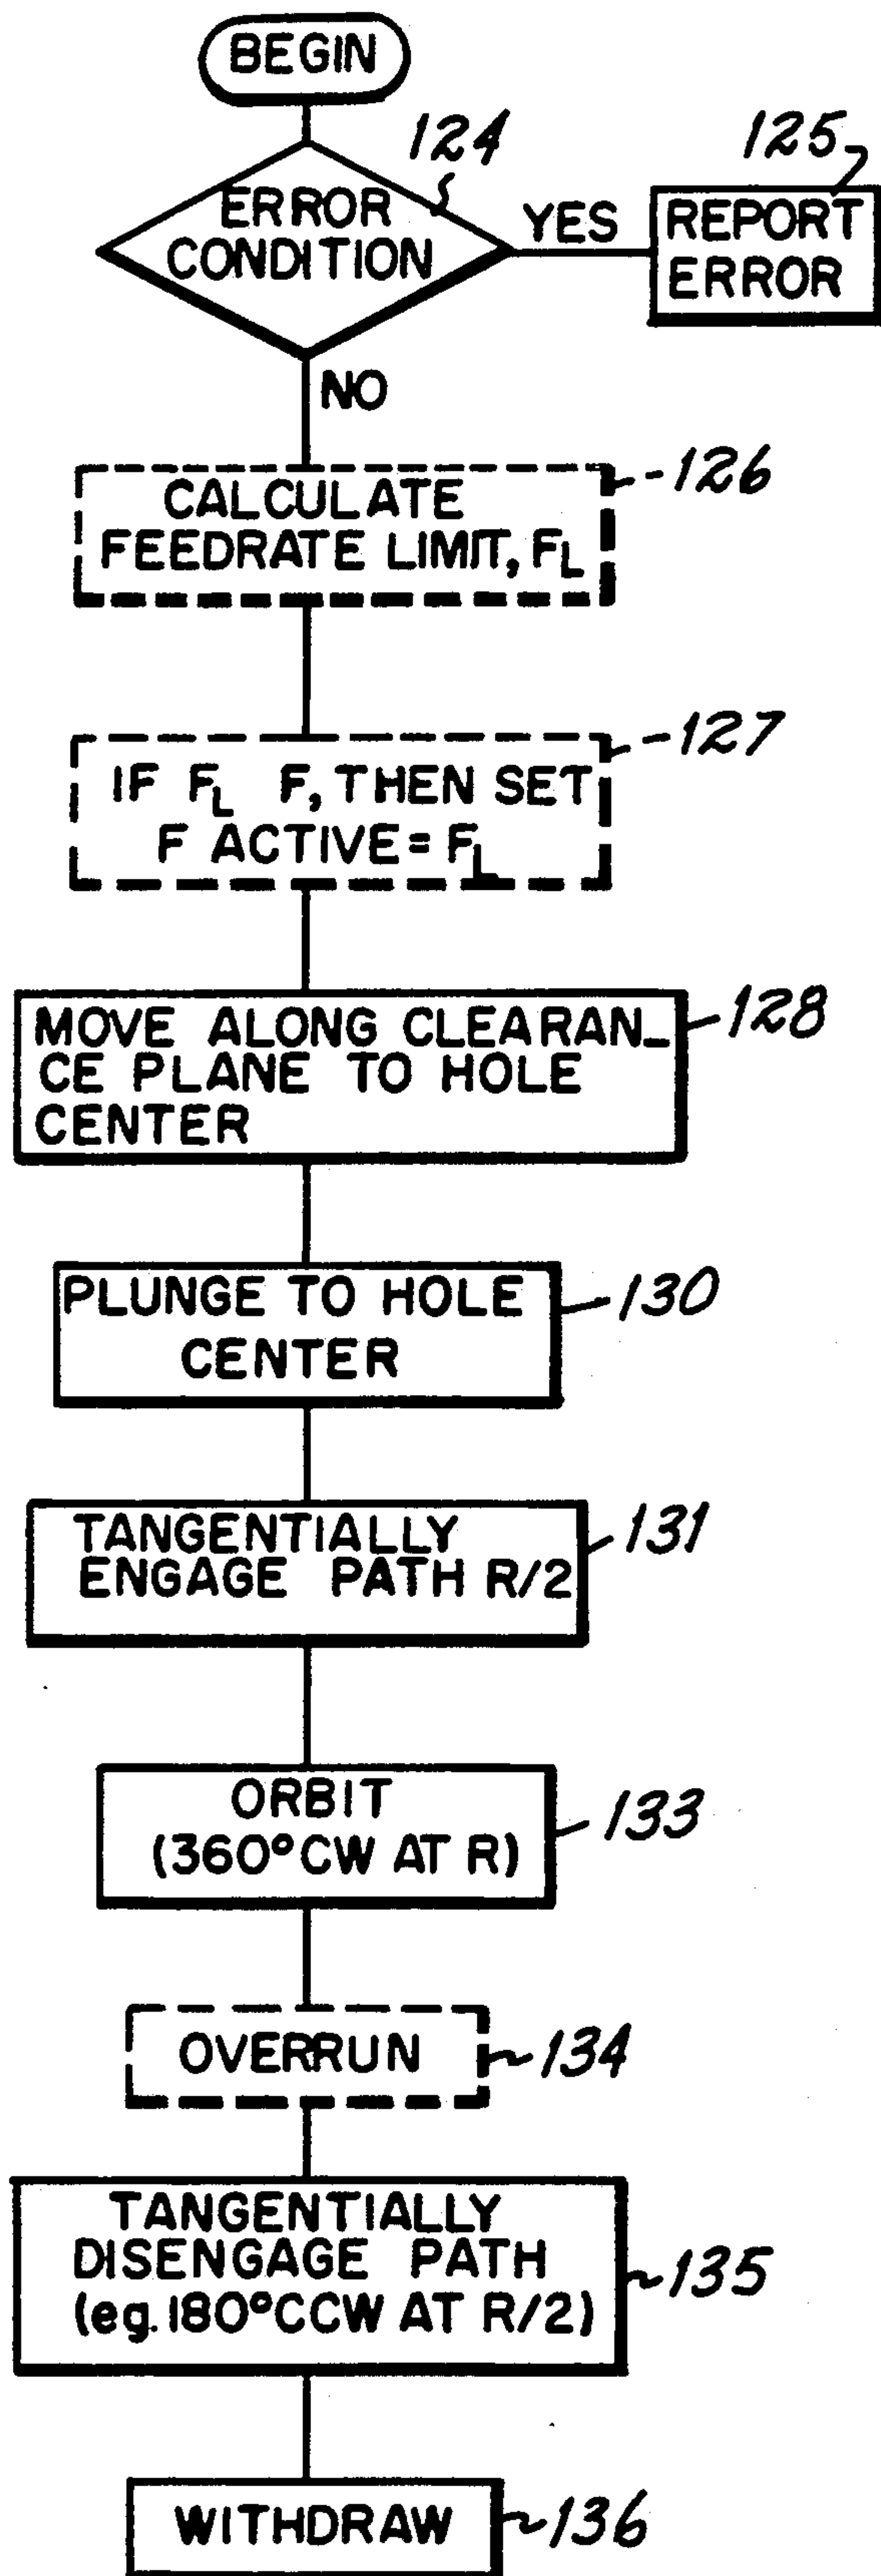 BEGIN
124
ERROR
CONDITION
YES
125
REPORT
ERROR
NO
126
CALCULATE
FEEDRATE LIMIT, FL
127
IF FL F, THEN SET
F ACTIVE = FL
128
MOVE ALONG CLEARAN_
CE PLANE TO HOLE
CENTER
130
PLUNGE TO HOLE
CENTER
131
TANGENTIALLY
ENGAGE PATH R/2
133
ORBIT
(360°CW AT R)
134
OVERRUN
135
TANGENTIALLY
DISENGAGE PATH
(eg. 180°CCW AT R/2)
136
WITHDRAW